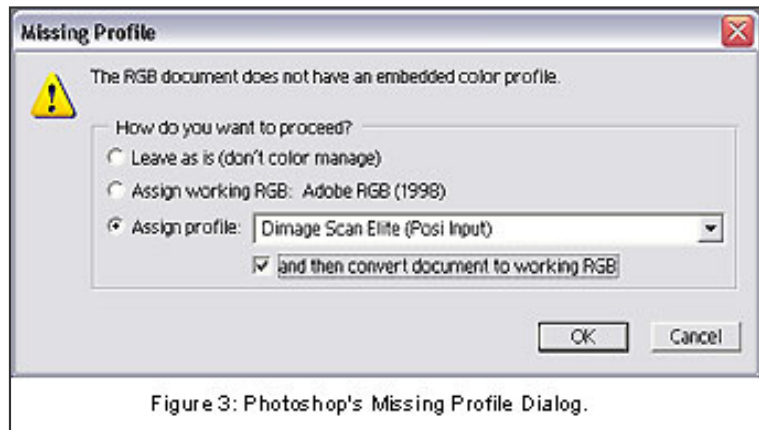 Missing Profile
The RGB document does not have an embedded color profile.
How do you want to proceed?
Leave as is (don't color manage)
Assign working RGB: Adobe RGB (1998)
Assign profile: Dimage Scan Elite (Posi Input)
and then convert document to working RGB
OK Cancel
Figure 3: Photoshop's Missing Profile Dialog.